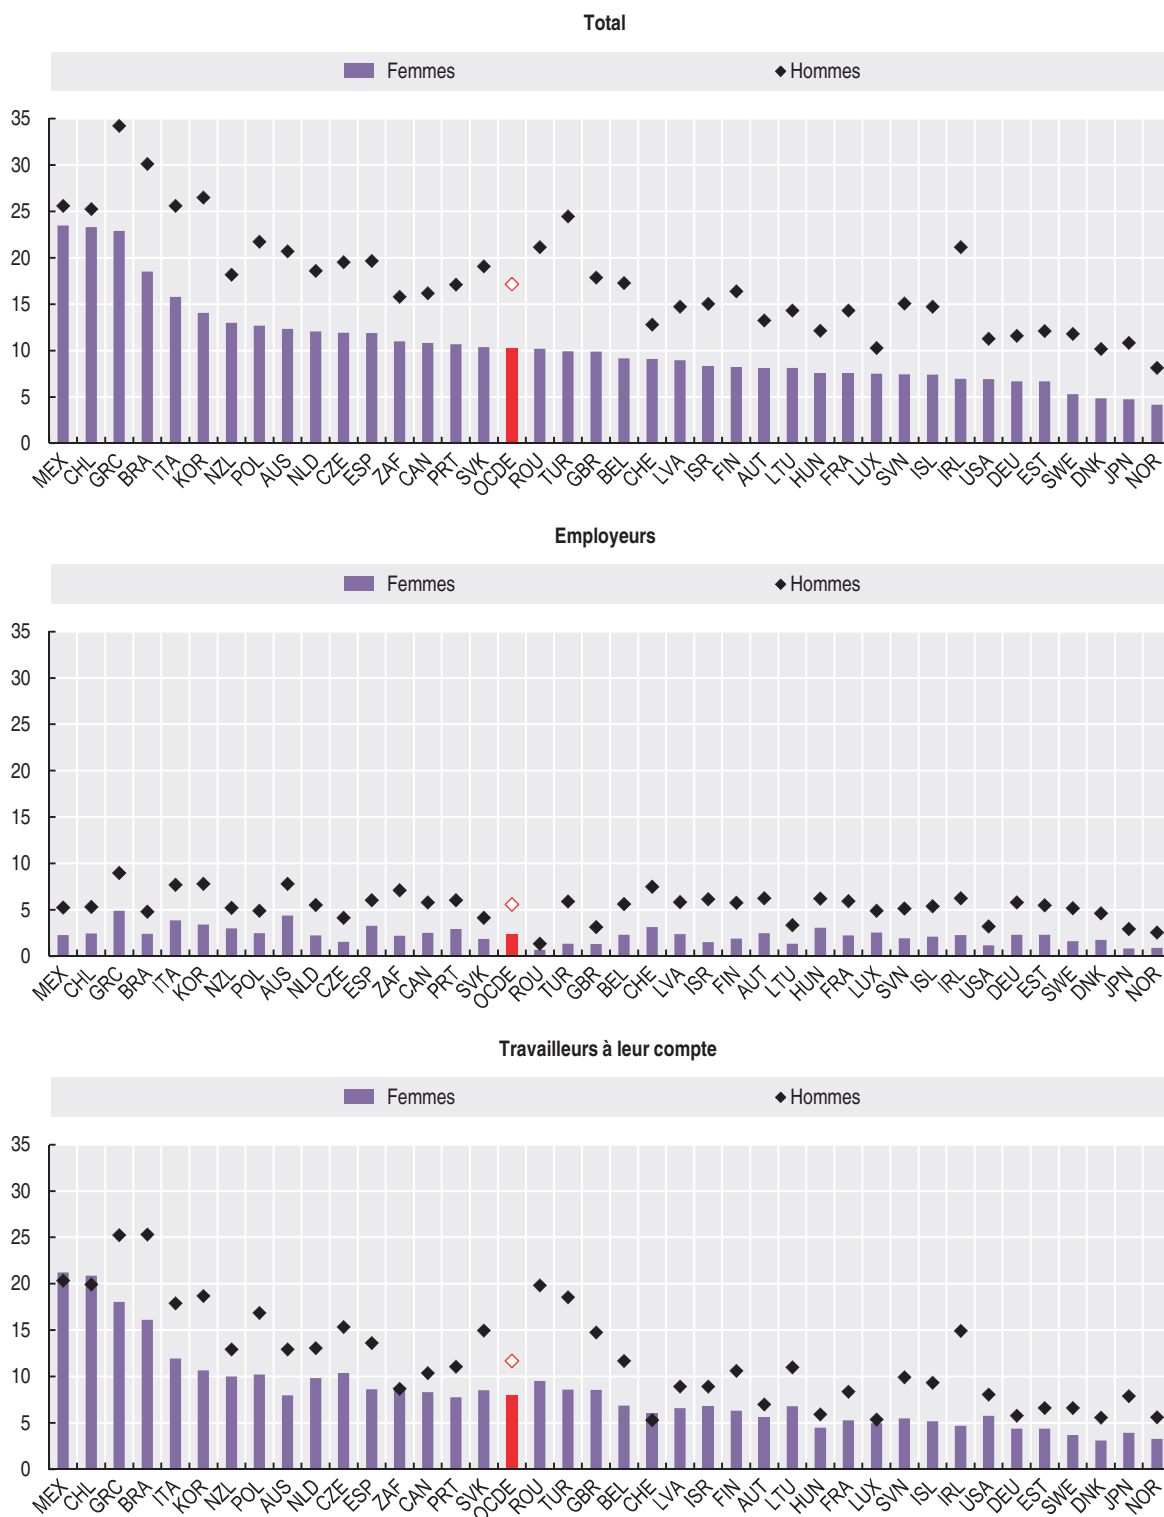 Total
Femmes Hommes
35
30
25
20
15
10
5
0
MEX CHL GRC BRA ITA KOR NZL POL AUS NLD CZE ESP ZAF CAN PRT SVK OCDE ROU TUR GBR BEL CHE LVA ISR FIN AUT LTU HUN FRA LUX SVN ISL IRL USA DEU EST SWE DNK JPN NOR
Employeurs
Femmes Hommes
35
30
25
20
15
10
5
0
MEX CHL GRC BRA ITA KOR NZL POL AUS NLD CZE ESP ZAF CAN PRT SVK OCDE ROU TUR GBR BEL CHE LVA ISR FIN AUT LTU HUN FRA LUX SVN ISL IRL USA DEU EST SWE DNK JPN NOR
Travailleurs à leur compte
Femmes Hommes
35
30
25
20
15
10
5
0
MEX CHL GRC BRA ITA KOR NZL POL AUS NLD CZE ESP ZAF CAN PRT SVK OCDE ROU TUR GBR BEL CHE LVA ISR FIN AUT LTU HUN FRA LUX SVN ISL IRL USA DEU EST SWE DNK JPN NOR